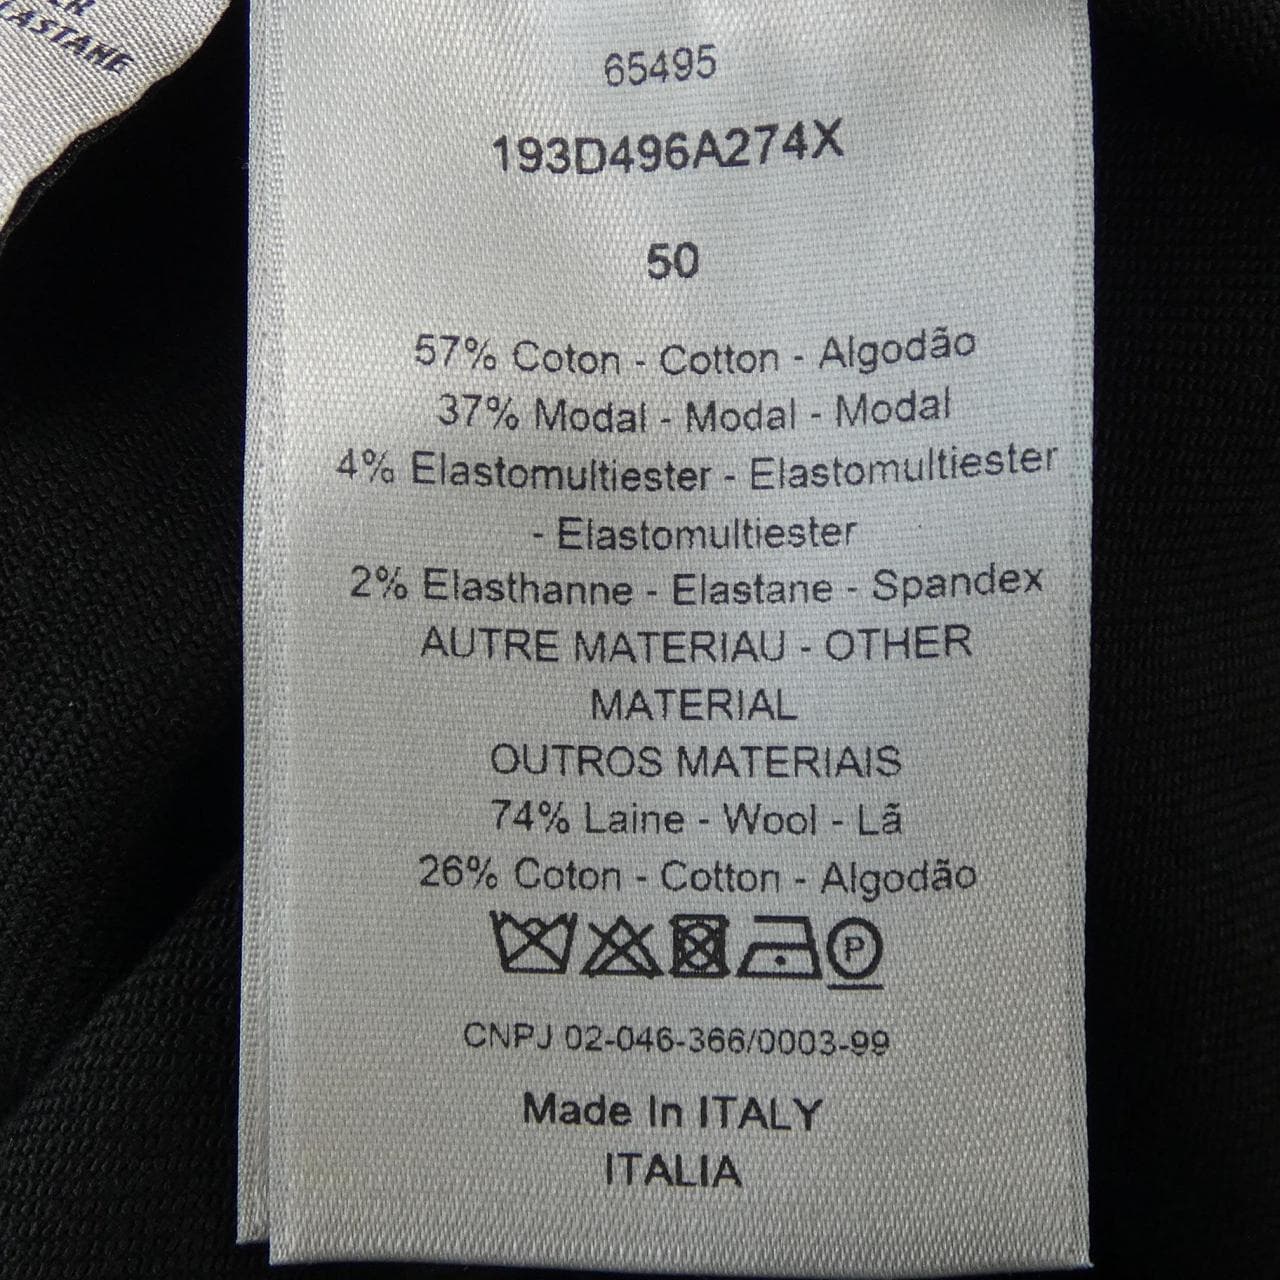 LASTANE
65495
193D496A274X
50
57% Coton - Cotton - Algodão
37% Modal - Modal - Modal
4% Elastomultiester - Elastomultiester
- Elastomultiester
2% Elasthanne - Elastane - Spandex
AUTRE MATERIAU - OTHER
MATERIAL
OUTROS MATERIAIS
74% Laine - Wool - Lã
26% Coton - Cotton - Algodão
P
CNPJ 02-046-366/0003-99
Made In ITALY
ITALIA